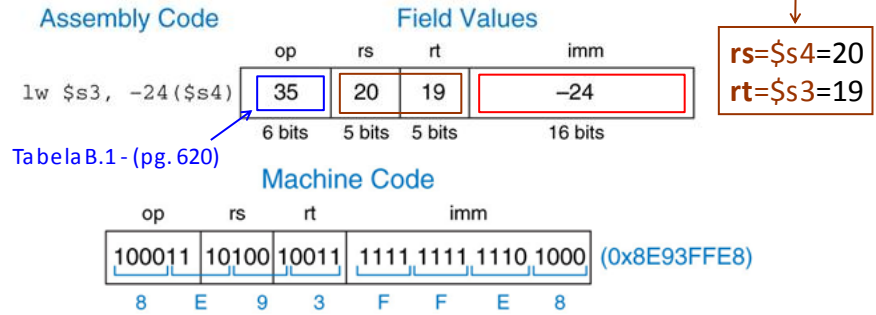 Assembly Code Field Values
op rs rt imm
lw $s3, -24($s4) 35 20 19 –24
6 bits 5 bits 5 bits 16 bits
rs=$s4=20
rt=$s3=19
Tabela B.1 - (pg. 620)
Machine Code
op rs rt imm
100011 10100 10011 1111 1111 1110 1000 (0x8E93FFE8)
8 E 9 3 F F E 8